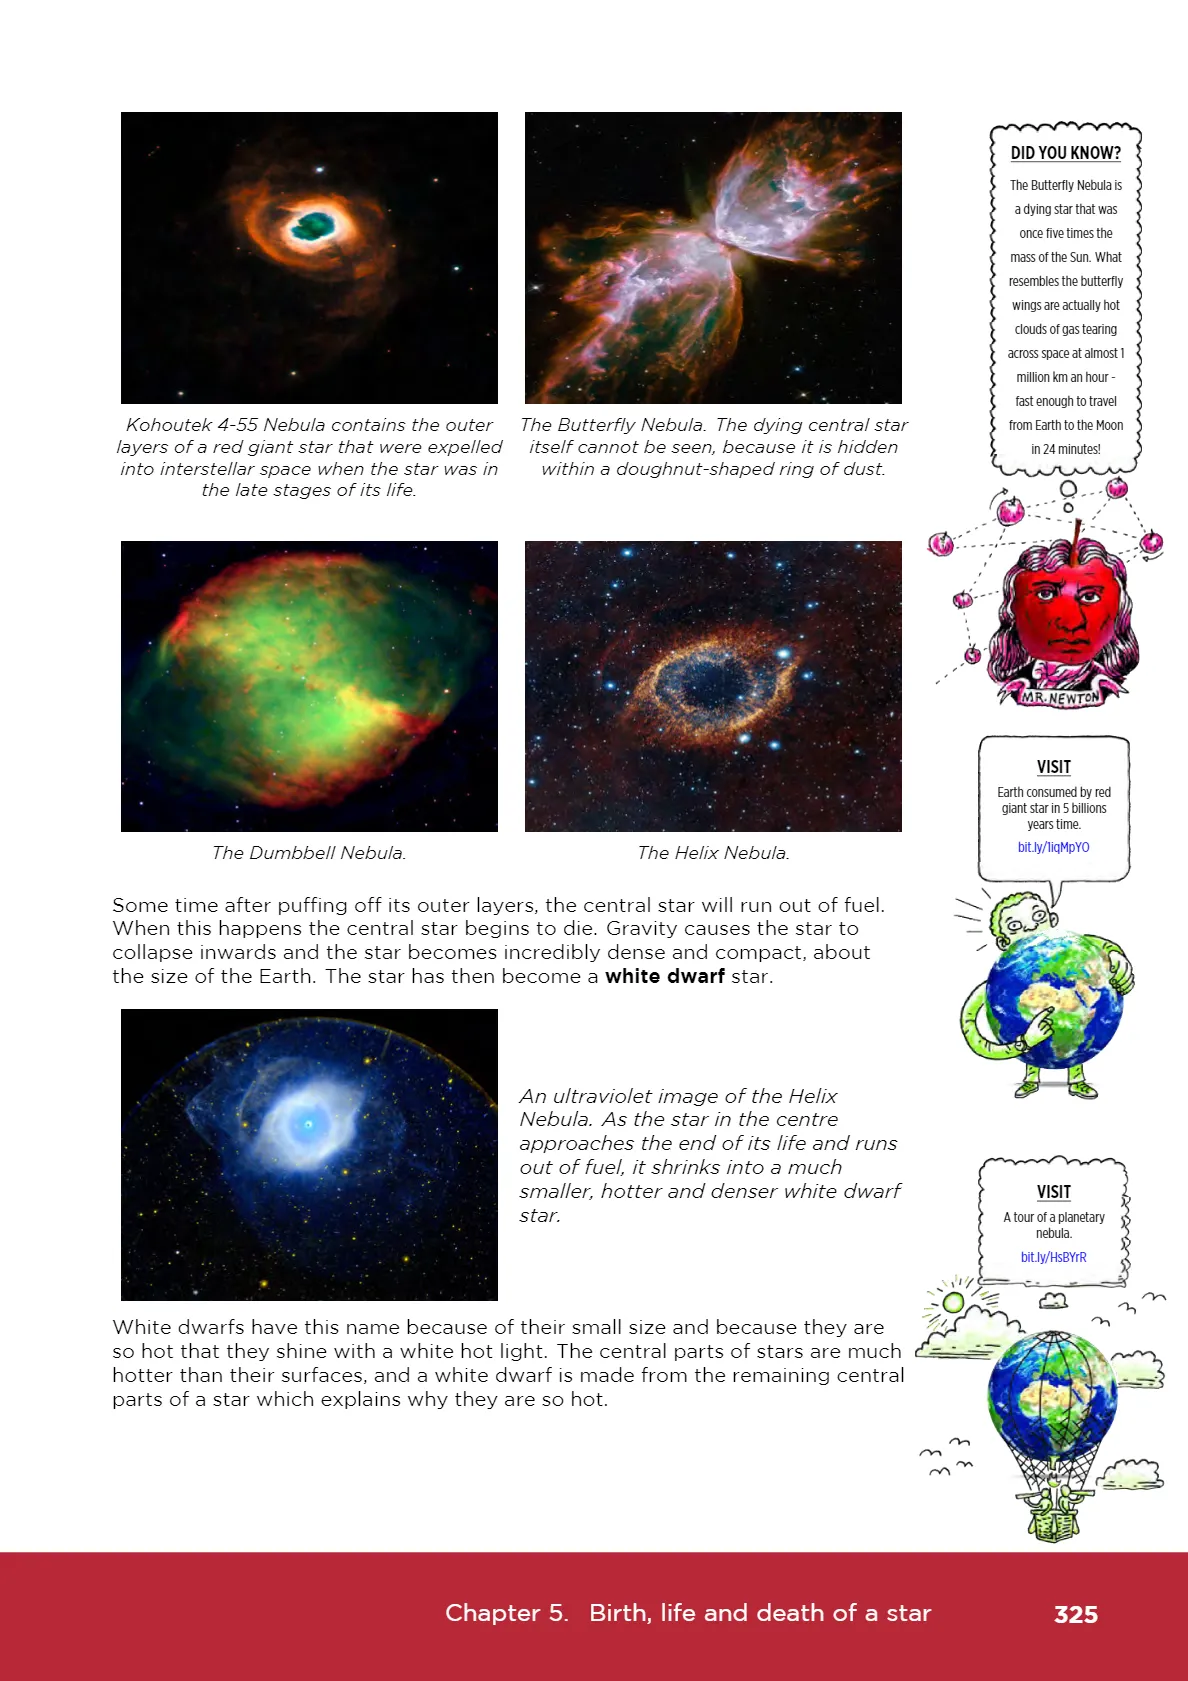 Kohoutek 4-55 Nebula contains the outer
layers of a red giant star that were expelled
into interstellar space when the star was in
the late stages of its life.
The Butterfly Nebula. The dying central star
itself cannot be seen, because it is hidden
within a doughnut-shaped ring of dust.
The Dumbbell Nebula.
The Helix Nebula.
Some time after puffing off its outer layers, the central star will run out of fuel.
When this happens the central star begins to die. Gravity causes the star to
collapse inwards and the star becomes incredibly dense and compact, about
the size of the Earth. The star has then become a white dwarf star.
An ultraviolet image of the Helix
Nebula. As the star in the centre
approaches the end of its life and runs
out of fuel, it shrinks into a much
smaller, hotter and denser white dwarf
star.
White dwarfs have this name because of their small size and because they are
so hot that they shine with a white hot light. The central parts of stars are much
hotter than their surfaces, and a white dwarf is made from the remaining central
parts of a star which explains why they are so hot.
DID YOU KNOW?
The Butterfly Nebula is
a dying star that was
once five times the
mass of the Sun. What
resembles the butterfly
wings are actually hot
clouds of gas tearing
across space at almost 1
million km an hour -
fast enough to travel
from Earth to the Moon
in 24 minutes!
MR. NEWTON
VISIT
Earth consumed by red
giant star in 5 billions
years time.
bit.ly/1iqMpYO
VISIT
A tour of a planetary
nebula.
bit.ly/HsBYrR
Chapter 5. Birth, life and death of a star
325